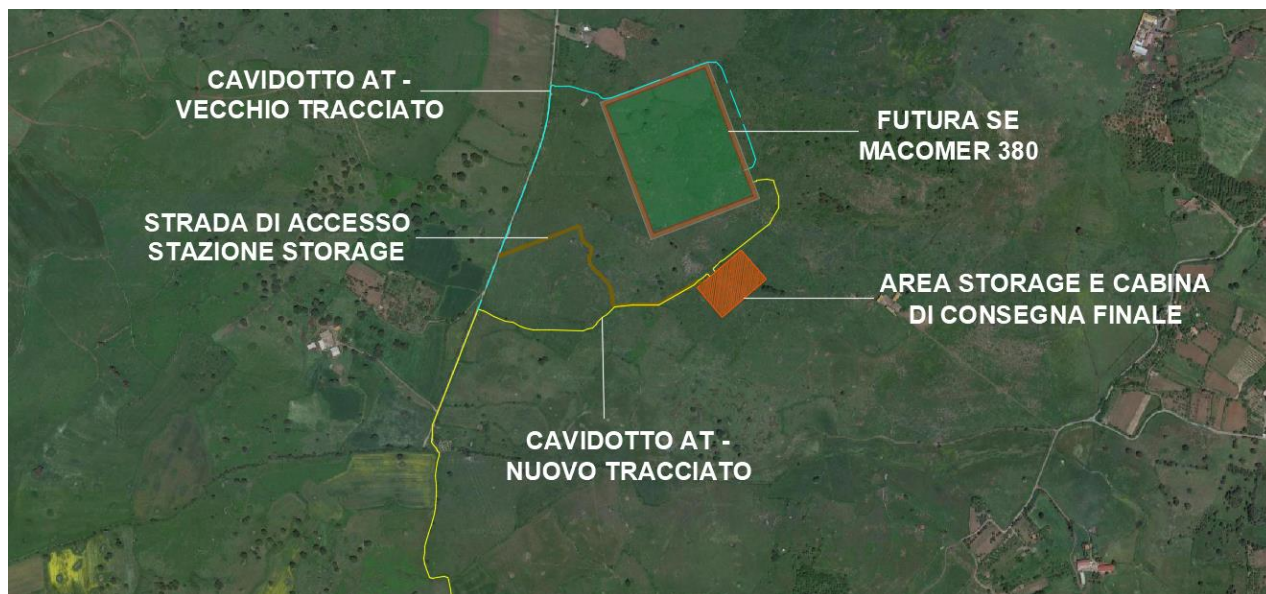 CAVIDOTTO AT -
VECCHIO TRACCIATO
FUTURA SE
MACOMER 380
STRADA DI ACCESSO
STAZIONE STORAGE
AREA STORAGE E CABINA
DI CONSEGNA FINALE
CAVIDOTTO AT -
NUOVO TRACCIATO